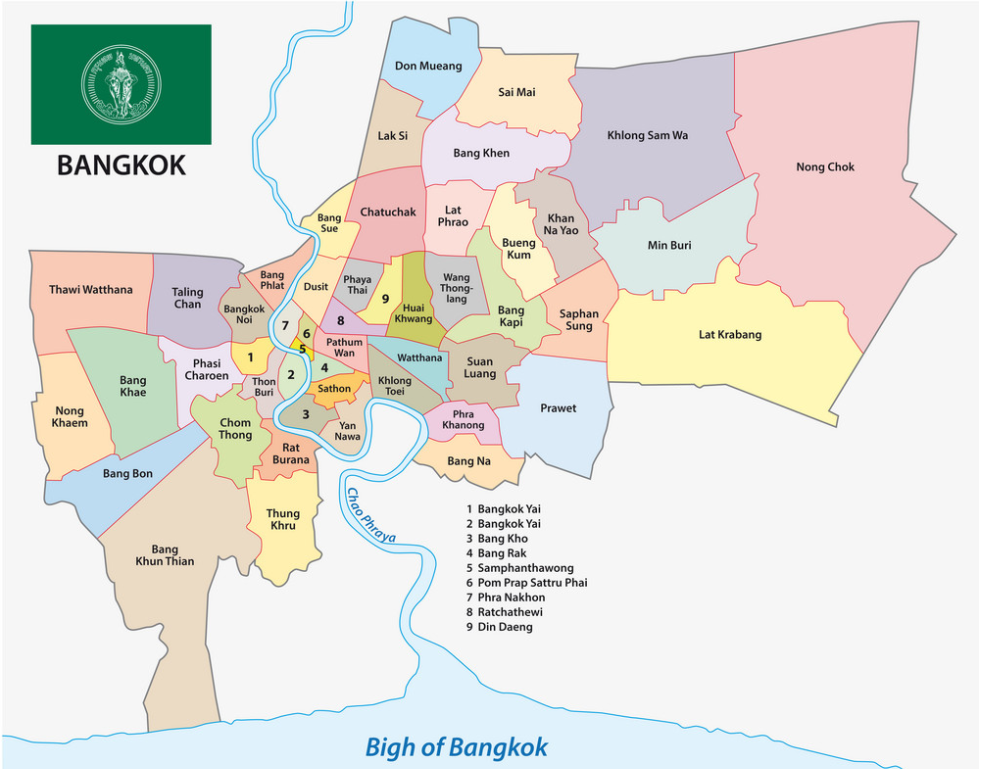 BANGKOK
Don Mueang
Sai Mai
Lak Si
Bang Khen
Khlong Sam Wa
Nong Chok
Bang
Sue
Chatuchak
Lat
Phrao
Khan
Na Yao
Bueng
Kum
Min Buri
Thawi Watthana
Taling
Chan
Bang
Phlat
Dusit
Phaya
Thai
9
Huai
Khwang
Wang
Thong-
lang
Bang
Kapi
Saphan
Sung
Lat Krabang
Bangkok
Noi
7
6
8
5
Pathum
Wan
Watthana
Suan
Luang
Phasi
Charoen
1
2
4
Thon
Buri
Sathon
Khlong
Toei
Bang
Khae
Nong
Khaem
Chom
Thong
3
Yan
Nawa
Phra
Khanong
Prawet
Rat
Burana
Bang Na
Bang Bon
Thung
Khru
Bang
Khun Thian
Chao Phraya
1 Bangkok Yai
2 Bangkok Yai
3 Bang Kho
4 Bang Rak
5 Samphanthawong
6 Pom Prap Sattru Phai
7 Phra Nakhon
8 Ratchathewi
9 Din Daeng
Bigh of Bangkok